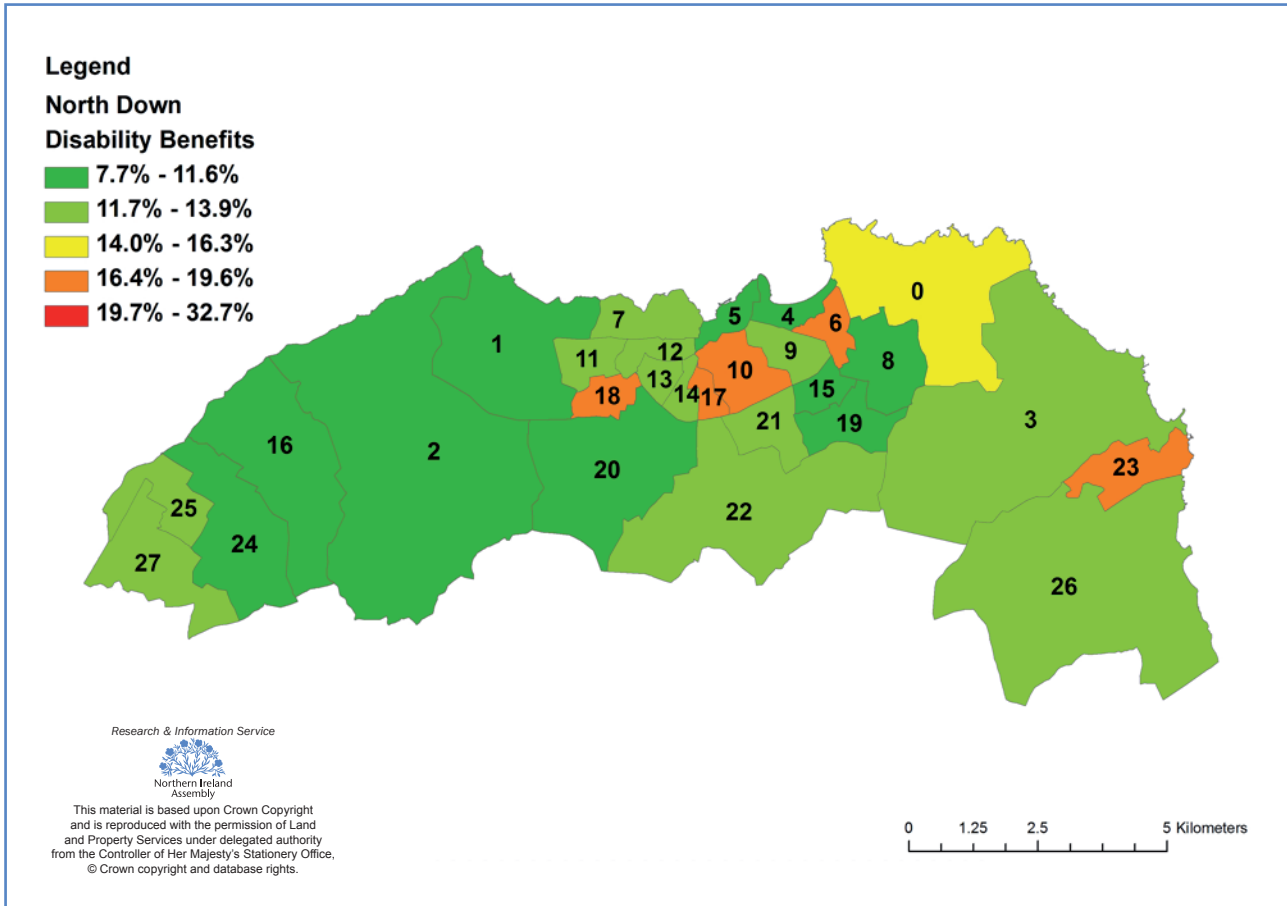 Legend
North Down
Disability Benefits
7.7% - 11.6%
11.7% - 13.9%
14.0% - 16.3%
16.4% - 19.6%
19.7% - 32.7%
0
1
7
5
4
6
11
12
9
8
10
13
18
14
17
15
16
2
20
21
19
3
23
25
24
22
27
26
Research & Information Service
Northern Ireland
Assembly
This material is based upon Crown Copyright
and is reproduced with the permission of Land
and Property Services under delegated authority
from the Controller of Her Majesty's Stationery Office,
© Crown copyright and database rights.
0 1.25 2.5 5 Kilometers